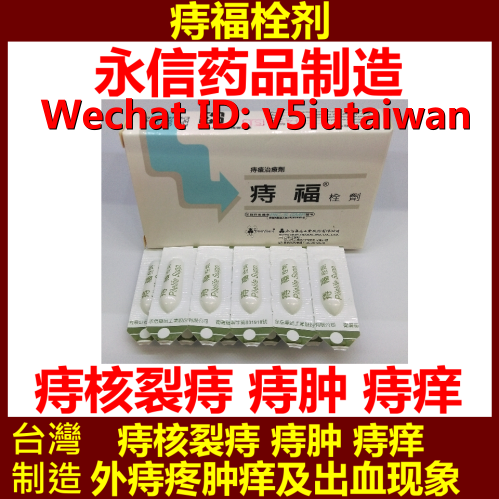 痔福栓剂
永信药品制造
Wechat ID: v5iutaiwan
痔瘡治療劑
痔福® 栓劑
痔核裂痔 痔肿 痔痒
台灣 痔核裂痔 痔肿 痔痒
制造 外痔疼肿痒及出血现象